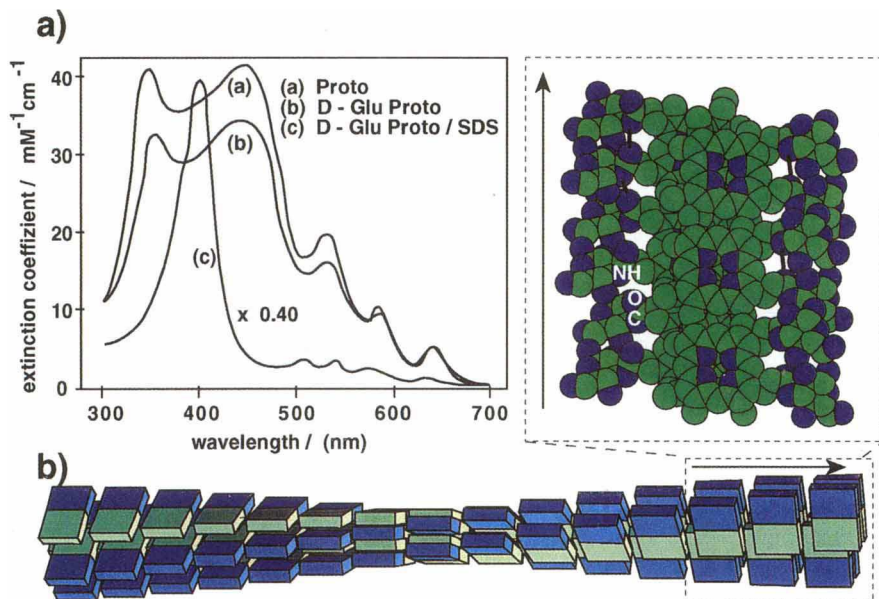 a)
extinction coeffizient / mM⁻¹cm⁻¹
40
30
20
10
0
(a)
(b)
(c)
x 0.40
(a) Proto
(b) D - Glu Proto
(c) D - Glu Proto / SDS
300 400 500 600 700
wavelength / (nm)
NH
O
C
b)